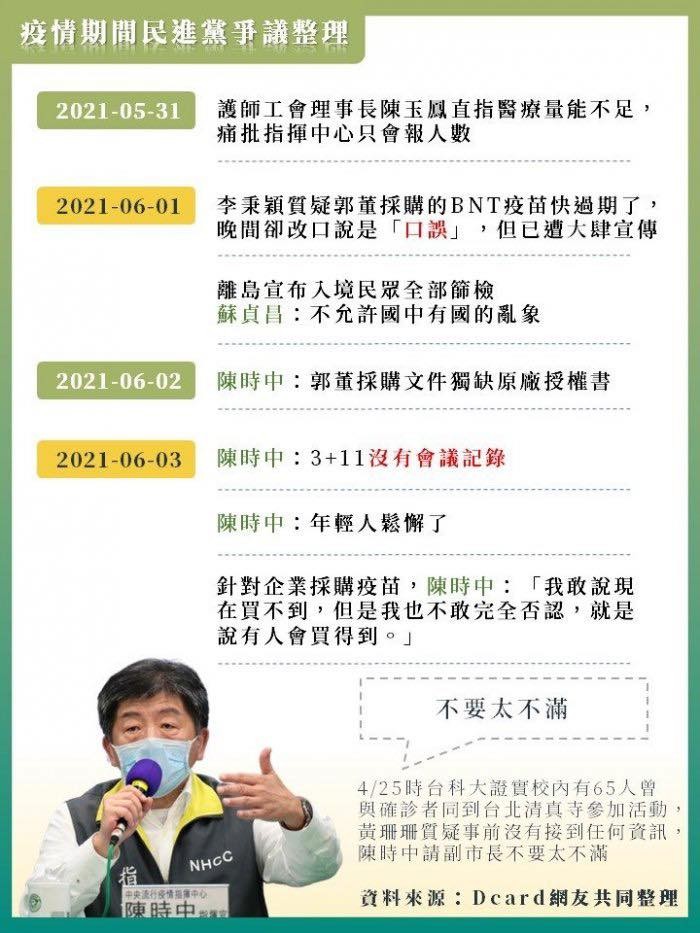 疫情期間民進黨爭議整理
2021-05-31
護師工會理事長陳玉鳳直指醫療量能不足，
痛批指揮中心只會報人數
2021-06-01
李秉穎質疑郭董採購的BNT疫苗快過期了，
晚間卻改口說是「口誤」，但已遭大肆宣傳
離島宣布入境民眾全部篩檢
蘇貞昌：不允許國中有國的亂象
2021-06-02
陳時中：郭董採購文件獨缺原廠授權書
2021-06-03
陳時中：3+11沒有會議記錄
陳時中：年輕人鬆懈了
針對企業採購疫苗，陳時中：「我敢說現
在買不到，但是我也不敢完全否認，就是
說有人會買得到。」
不要太不滿
4/25時台科大證實校內有65人曾
與確診者同到台北清真寺參加活動，
黃珊珊質疑事前沒有接到任何資訊，
陳時中請副市長不要太不滿
資料來源：Dcard網友共同整理
NHCC
指
中央流行疫情指揮中心
陳時中 指揮官